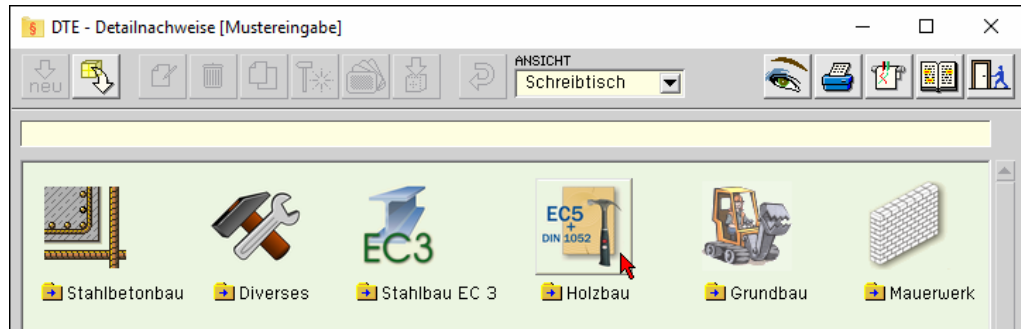 DTE - Detailnachweise [Mustereingabe]
neu
ANSICHT
Schreibtisch
EC3
EC5
+
DIN 1052
Stahlbetonbau Diverses Stahlbau EC 3 Holzbau Grundbau Mauerwerk